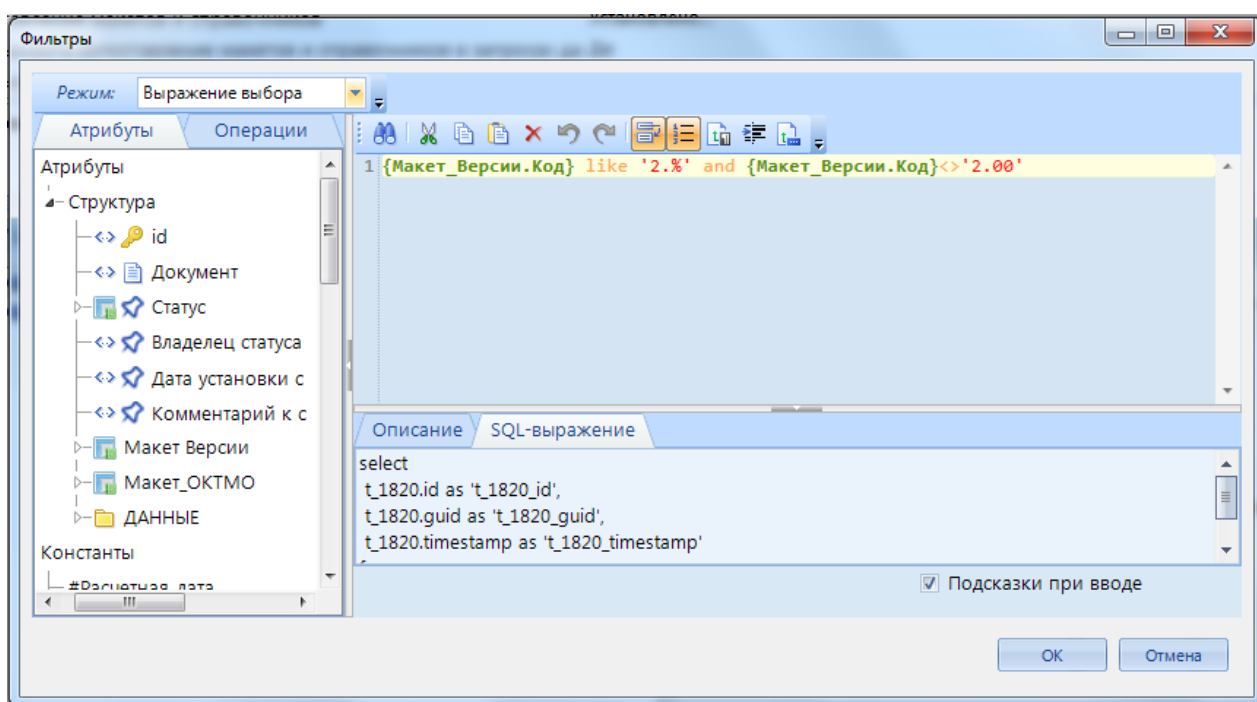 Фильтры
Режим: Выражение выбора
Атрибуты Операции
Атрибуты
Структура
id
Документ
Статус
Владелец статуса
Дата установки с
Комментарий к с
Макет Версии
Макет_ОКТМО
ДАННЫЕ
Константы
#Расчетная дата
1 {Макет_Версии.Код} like '2.%' and {Макет_Версии.Код}<>'2.00'
Описание SQL-выражение
select
t_1820.id as 't_1820_id',
t_1820.guid as 't_1820_guid',
t_1820.timestamp as 't_1820_timestamp'
Подсказки при вводе
OK Отмена